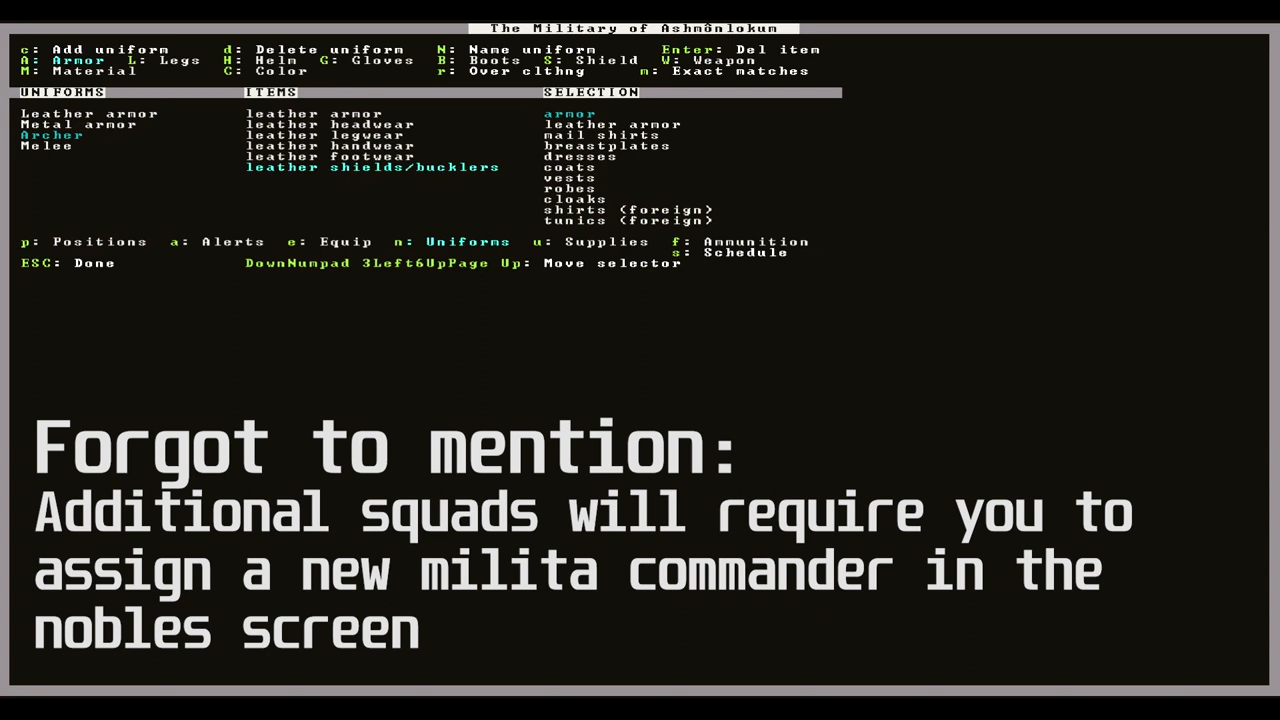 The Military of Ashmônlokum
c: Add uniform d: Delete uniform N: Name uniform Enter: Del item
A: Armor L: Legs H: Helm G: Gloves B: Boots S: Shield W: Weapon
M: Material C: Color r: Over clthng m: Exact matches
UNIFORMS ITEMS SELECTION
Leather armor leather armor armor
Metal armor leather headwear leather armor
Archer leather legwear mail shirts
Melee leather handwear breastplates
leather footwear dresses
leather shields/bucklers coats
vests
robes
cloaks
shirts (foreign)
tunics (foreign)
p: Positions a: Alerts e: Equip n: Uniforms u: Supplies f: Ammunition
s: Schedule
ESC: Done DownNumpad 3Left6UpPage Up: Move selector
Forgot to mention:
Additional squads will require you to
assign a new milita commander in the
nobles screen